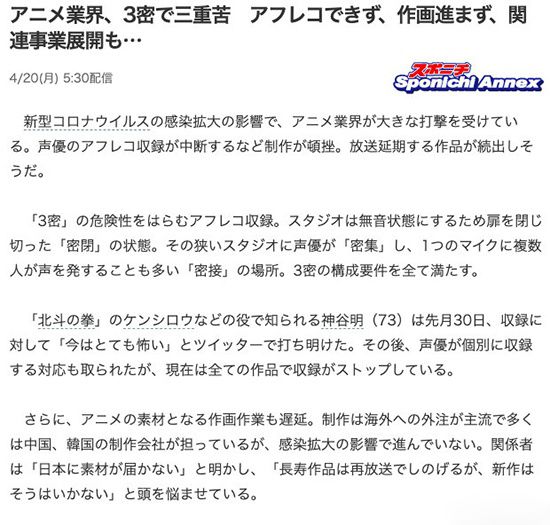 アニメ業界、3密で三重苦　アフレコできず、作画進まず、関
連事業展開も…
4/20(月) 5:30配信
スポニチ
Sponichi Annex
新型コロナウイルスの感染拡大の影響で、アニメ業界が大きな打撃を受けてい
る。声優のアフレコ収録が中断するなど制作が頓挫。放送延期する作品が続出しそ
うだ。
「3密」の危険性をはらむアフレコ収録。スタジオは無音状態にするため扉を閉じ
切った「密閉」の状態。その狭いスタジオに声優が「密集」し、1つのマイクに複数
人が声を発することも多い「密接」の場所。3密の構成要件を全て満たす。
「北斗の拳」のケンシロウなどの役で知られる神谷明（73）は先月30日、収録に
対して「今はとても怖い」とツイッターで打ち明けた。その後、声優が個別に収録
する対応も取られたが、現在は全ての作品で収録がストップしている。
さらに、アニメの素材となる作画作業も遅延。制作は海外への外注が主流で多く
は中国、韓国の制作会社が担っているが、感染拡大の影響で進んでいない。関係者
は「日本に素材が届かない」と明かし、「長寿作品は再放送でしのげるが、新作は
そうはいかない」と頭を悩ませている。